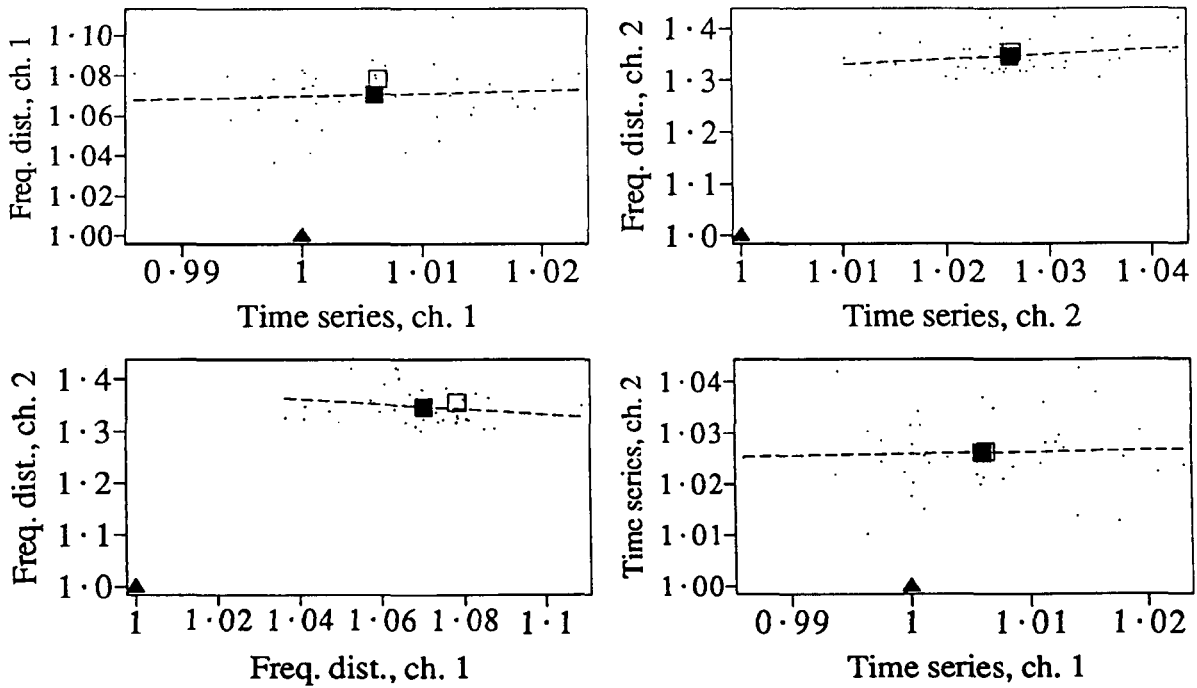 Freq. dist., ch. 1
1·10
1·08
1·06
1·04
1·02
1·00
0·99 1 1·01 1·02
Time series, ch. 1
Freq. dist., ch. 2
1·4
1·3
1·2
1·1
1·0
1 1·01 1·02 1·03 1·04
Time series, ch. 2
Freq. dist., ch. 2
1·4
1·3
1·2
1·1
1·0
1 1·02 1·04 1·06 1·08 1·1
Freq. dist., ch. 1
Time series, ch. 2
1·04
1·03
1·02
1·01
1·00
0·99 1 1·01 1·02
Time series, ch. 1